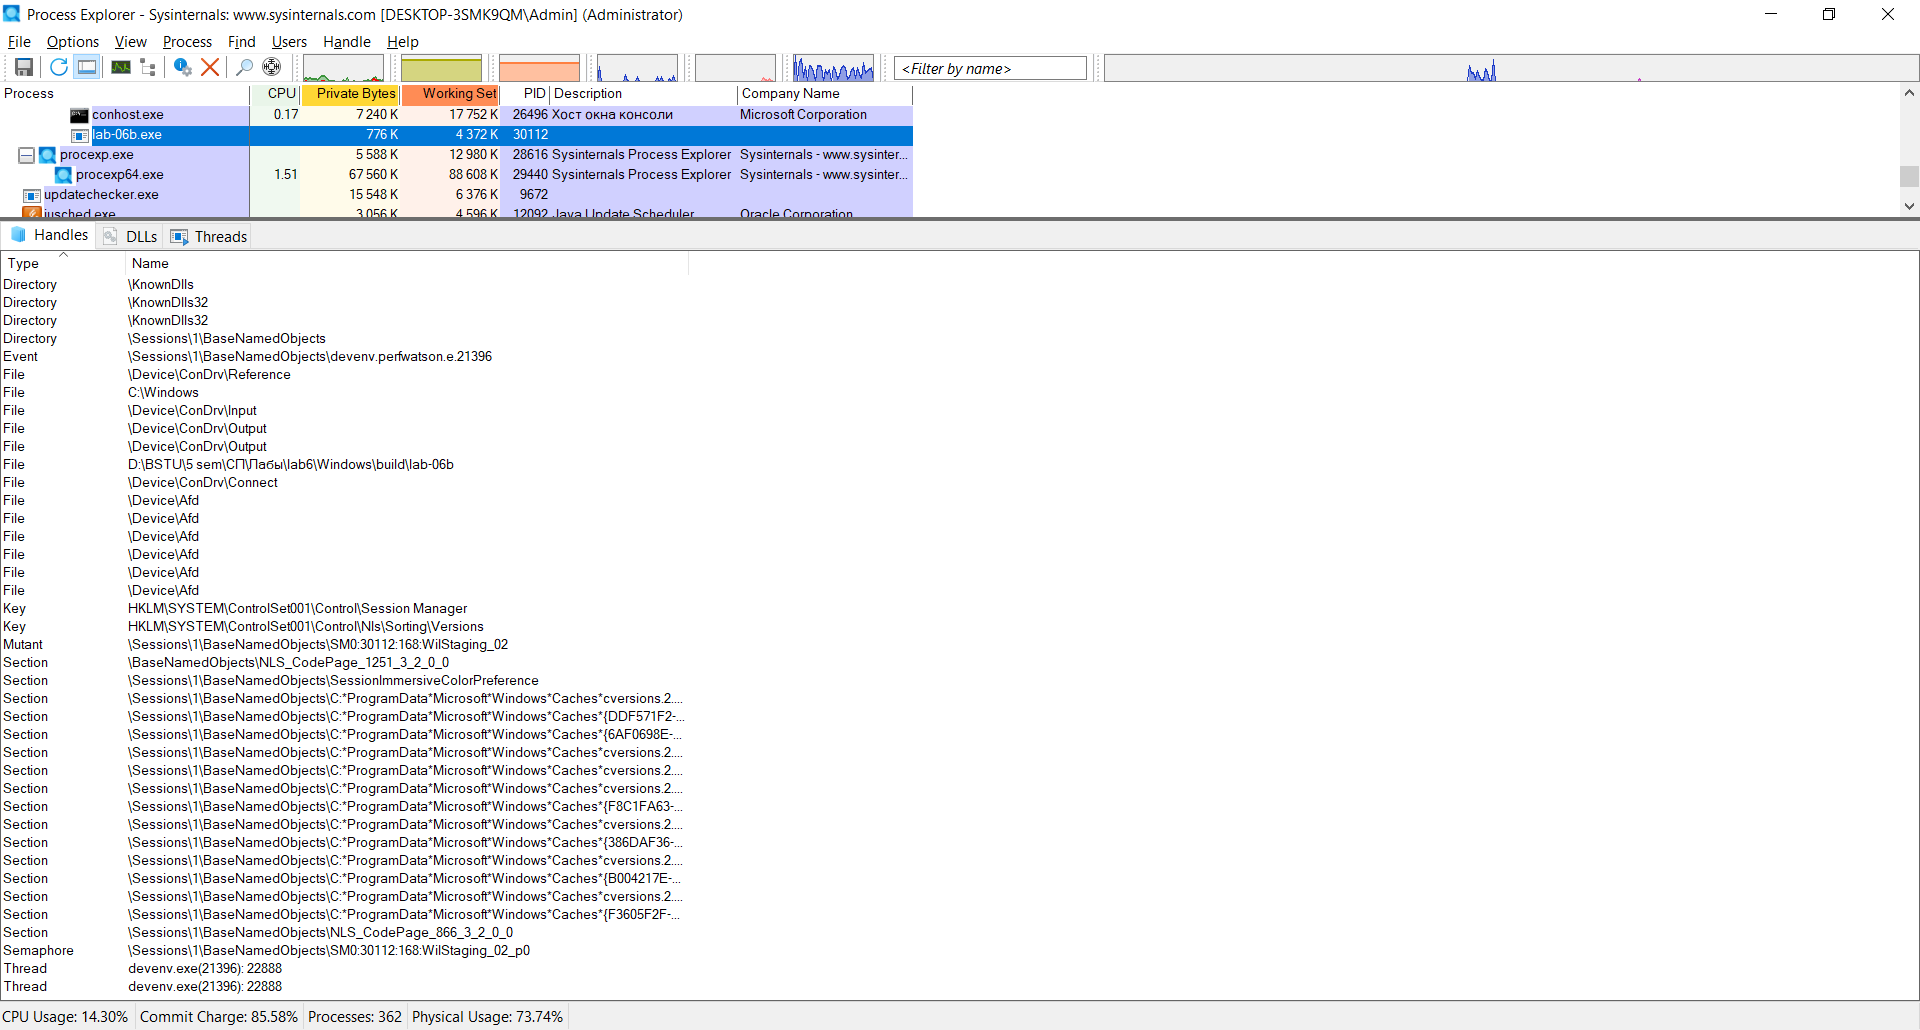 Process Explorer - Sysinternals: www.sysinternals.com [DESKTOP-3SMK9QM\Admin] (Administrator)
File Options View Process Find Users Handle Help
<Filter by name>
Process CPU Private Bytes Working Set PID Description Company Name
conhost.exe 0.17 7 240 K 17 752 K 26496 Хост окна консоли Microsoft Corporation
lab-06b.exe 776 K 4 372 K 30112
procexp.exe 5 588 K 12 980 K 28616 Sysinternals Process Explorer Sysinternals - www.sysinter...
procexp64.exe 1.51 67 560 K 88 608 K 29440 Sysinternals Process Explorer Sysinternals - www.sysinter...
updatechecker.exe 15 548 K 6 376 K 9672
jusched.exe 3 056 K 4 596 K 12092 Java Update Scheduler Oracle Corporation
Handles DLLs Threads
Type Name
Directory \KnownDlls
Directory \KnownDlls32
Directory \KnownDlls32
Directory \Sessions\1\BaseNamedObjects
Event \Sessions\1\BaseNamedObjects\devenv.perfwatson.e.21396
File \Device\ConDrv\Reference
File C:\Windows
File \Device\ConDrv\Input
File \Device\ConDrv\Output
File \Device\ConDrv\Output
File D:\BSTU\5 sem\СП\Лабы\lab6\Windows\build\lab-06b
File \Device\ConDrv\Connect
File \Device\Afd
File \Device\Afd
File \Device\Afd
File \Device\Afd
File \Device\Afd
File \Device\Afd
Key HKLM\SYSTEM\ControlSet001\Control\Session Manager
Key HKLM\SYSTEM\ControlSet001\Control\Nls\Sorting\Versions
Mutant \Sessions\1\BaseNamedObjects\SM0:30112:168:WilStaging_02
Section \BaseNamedObjects\NLS_CodePage_1251_3_2_0_0
Section \Sessions\1\BaseNamedObjects\SessionImmersiveColorPreference
Section \Sessions\1\BaseNamedObjects\C:*ProgramData*Microsoft*Windows*Caches*cversions.2....
Section \Sessions\1\BaseNamedObjects\C:*ProgramData*Microsoft*Windows*Caches*{DDF571F2-...
Section \Sessions\1\BaseNamedObjects\C:*ProgramData*Microsoft*Windows*Caches*{6AF0698E-...
Section \Sessions\1\BaseNamedObjects\C:*ProgramData*Microsoft*Windows*Caches*cversions.2....
Section \Sessions\1\BaseNamedObjects\C:*ProgramData*Microsoft*Windows*Caches*cversions.2....
Section \Sessions\1\BaseNamedObjects\C:*ProgramData*Microsoft*Windows*Caches*cversions.2....
Section \Sessions\1\BaseNamedObjects\C:*ProgramData*Microsoft*Windows*Caches*{F8C1FA63-...
Section \Sessions\1\BaseNamedObjects\C:*ProgramData*Microsoft*Windows*Caches*cversions.2....
Section \Sessions\1\BaseNamedObjects\C:*ProgramData*Microsoft*Windows*Caches*{386DAF36-...
Section \Sessions\1\BaseNamedObjects\C:*ProgramData*Microsoft*Windows*Caches*cversions.2....
Section \Sessions\1\BaseNamedObjects\C:*ProgramData*Microsoft*Windows*Caches*{B004217E-...
Section \Sessions\1\BaseNamedObjects\C:*ProgramData*Microsoft*Windows*Caches*cversions.2....
Section \Sessions\1\BaseNamedObjects\C:*ProgramData*Microsoft*Windows*Caches*{F3605F2F-...
Section \Sessions\1\BaseNamedObjects\NLS_CodePage_866_3_2_0_0
Semaphore \Sessions\1\BaseNamedObjects\SM0:30112:168:WilStaging_02_p0
Thread devenv.exe(21396): 22888
Thread devenv.exe(21396): 22888
CPU Usage: 14.30% Commit Charge: 85.58% Processes: 362 Physical Usage: 73.74%